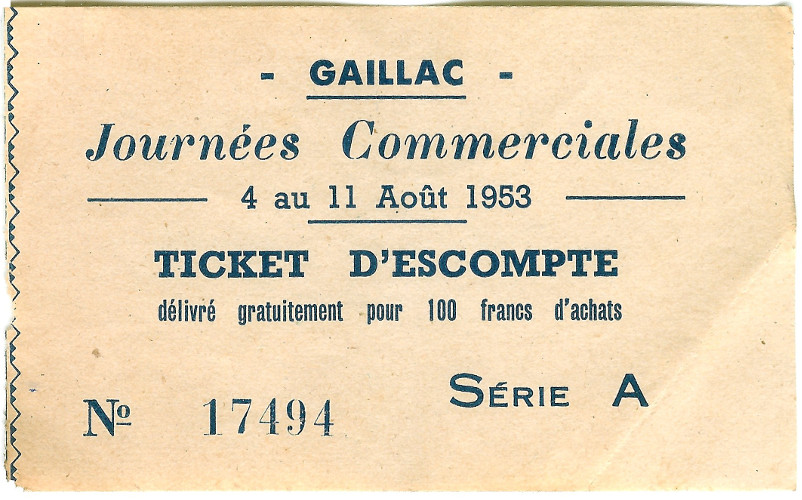 - GAILLAC -
Journées Commerciales
4 au 11 Août 1953
TICKET D'ESCOMPTE
délivré gratuitement pour 100 francs d'achats
SÉRIE A
Nº 17494